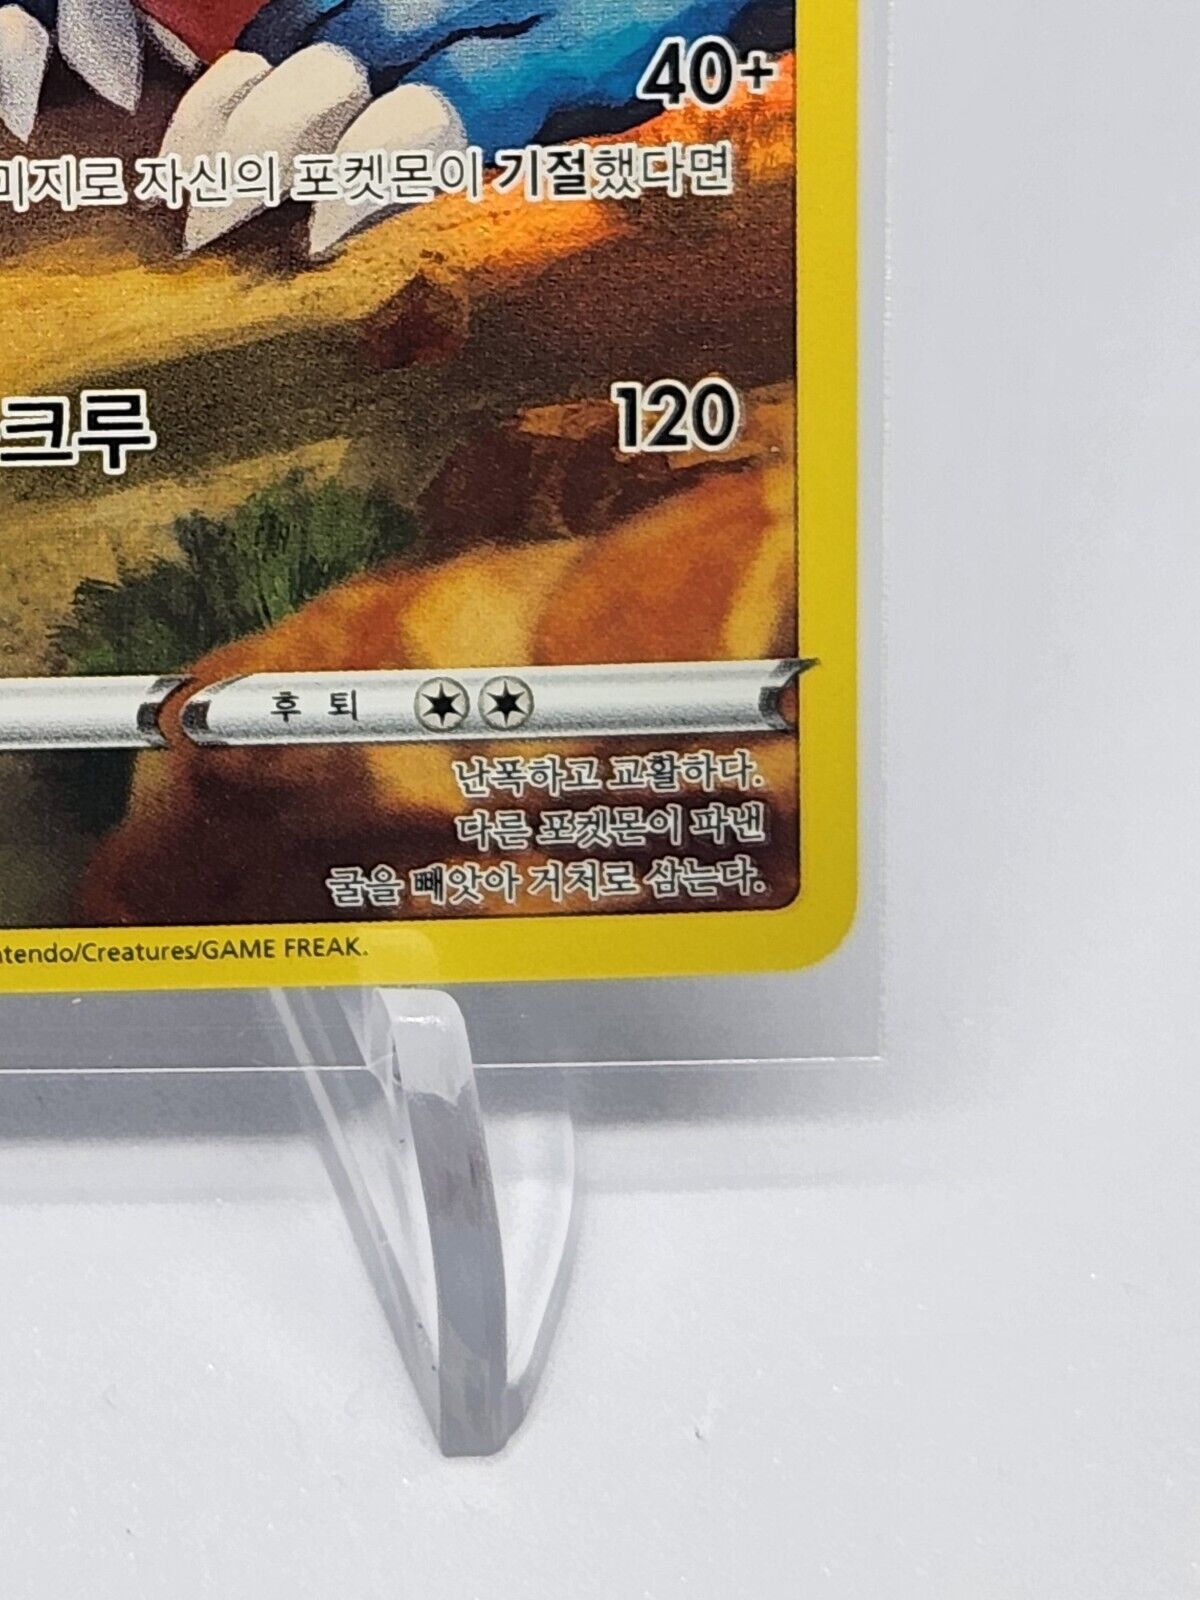 40+
미지로 자신의 포켓몬이 기절했다면
크루 120
후 퇴
난폭하고 교활하다.
다른 포켓몬이 파낸
굴을 빼앗아 거처로 삼는다.
ntendo/Creatures/GAME FREAK.